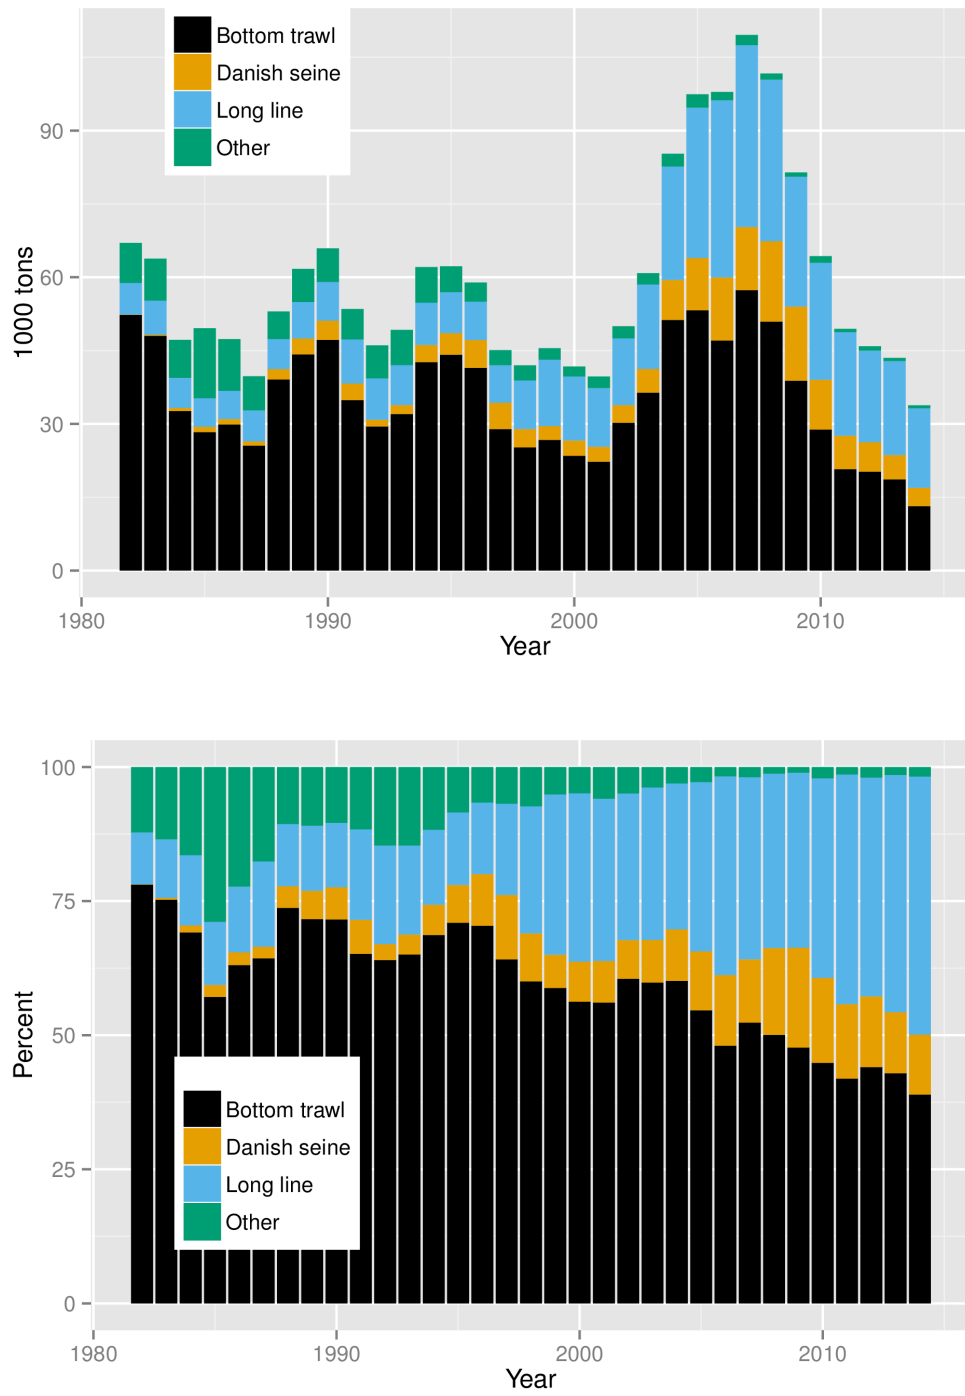 Bottom trawl
Danish seine
Long line
Other
90
60
30
0
1000 tons
1980 1990 2000 2010
Year
100
75
50
25
0
Percent
Bottom trawl
Danish seine
Long line
Other
1980 1990 2000 2010
Year